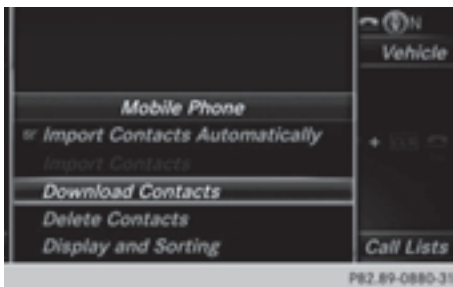 N
Vehicle
Mobile Phone
Import Contacts Automatically
Import Contacts
Download Contacts
Delete Contacts
Display and Sorting
Call Lists
P82.89-0880-31